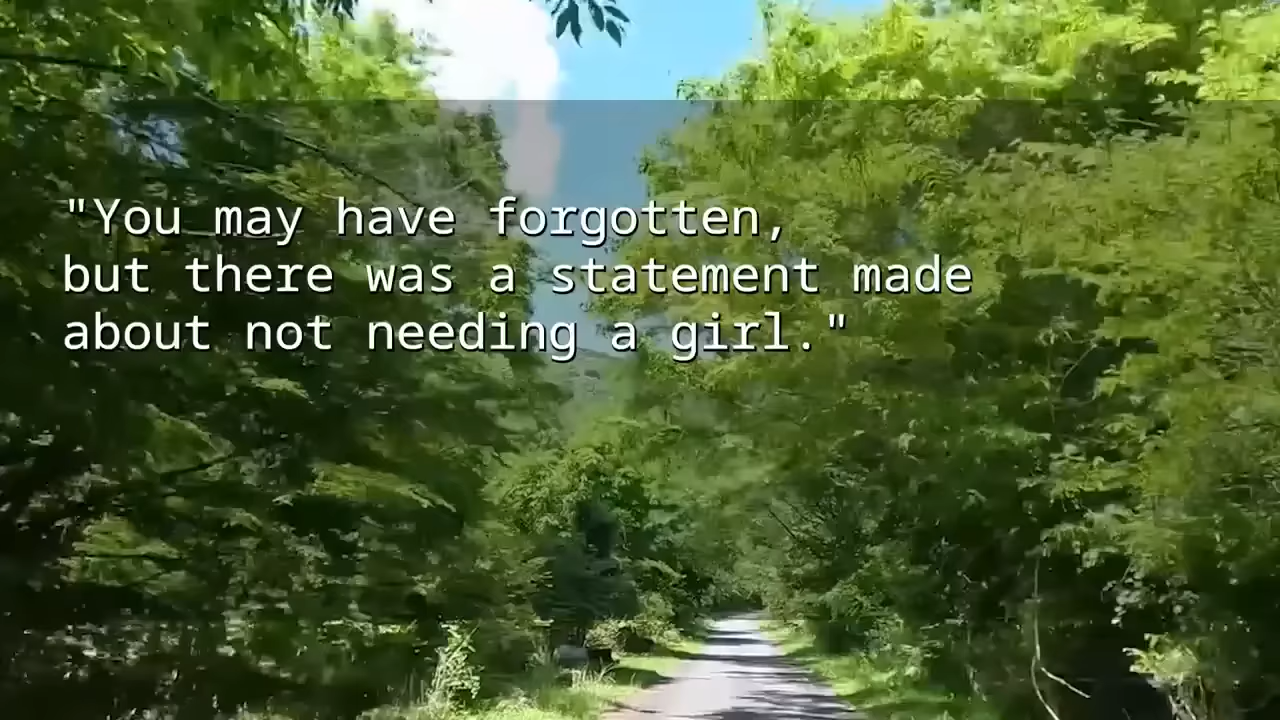 "You may have forgotten,
but there was a statement made
about not needing a girl."